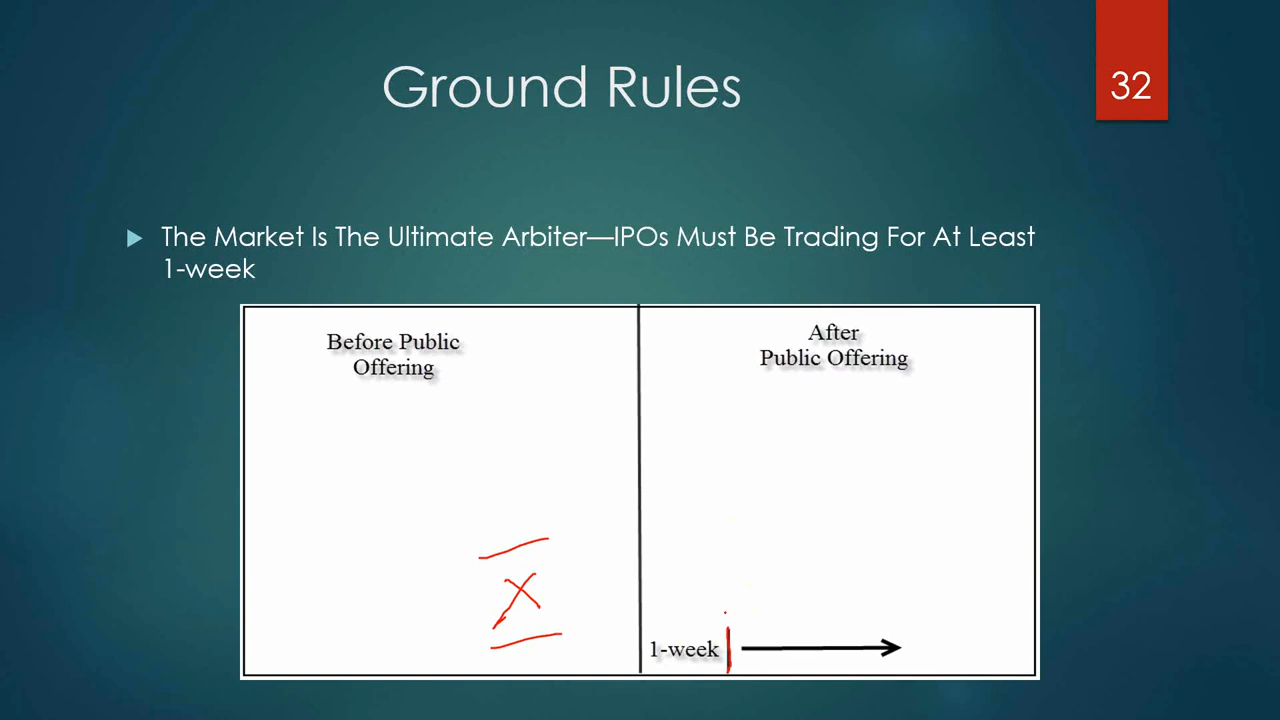 Ground Rules
32
The Market Is The Ultimate Arbiter—IPOs Must Be Trading For At Least
1-week
Before Public
Offering
After
Public Offering
X
1-week